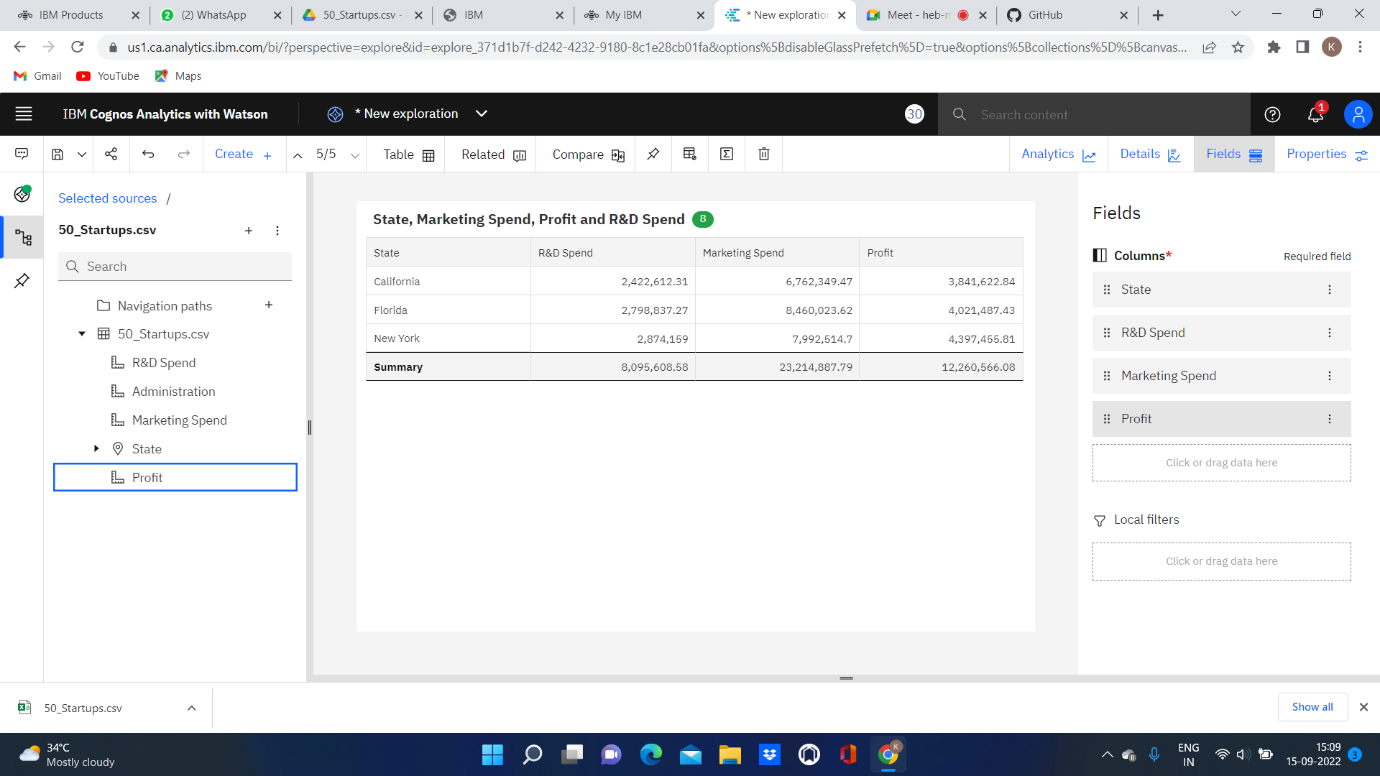 IBM Products
(2) WhatsApp
50_Startups.csv -
IBM
My IBM
* New exploration
Meet - heb-
GitHub
us1.ca.analytics.ibm.com/bi/?perspective=explore&id=explore_371d1b7f-d242-4232-9180-8c1e28cb01fa&options%5BdisableGlassPrefetch%5D=true&options%5Bcollections%5D%5Bcanvas...
K
Gmail
YouTube
Maps
IBM Cognos Analytics with Watson
* New exploration
30
Search content
1
Create +
5/5
Table
Related
Compare
Analytics
Details
Fields
Properties
Selected sources /
50_Startups.csv
Search
Navigation paths
50_Startups.csv
R&D Spend
Administration
Marketing Spend
State
Profit
State, Marketing Spend, Profit and R&D Spend 8
State R&D Spend Marketing Spend Profit
California 2,422,612.31 6,762,349.47 3,841,622.84
Florida 2,798,837.27 8,460,023.62 4,021,487.43
New York 2,874,159 7,992,514.7 4,397,455.81
Summary 8,095,608.58 23,214,887.79 12,260,566.08
Fields
Columns* Required field
State
R&D Spend
Marketing Spend
Profit
Click or drag data here
Local filters
Click or drag data here
50_Startups.csv
Show all
34°C
Mostly cloudy
ENG
IN
15:09
15-09-2022
3